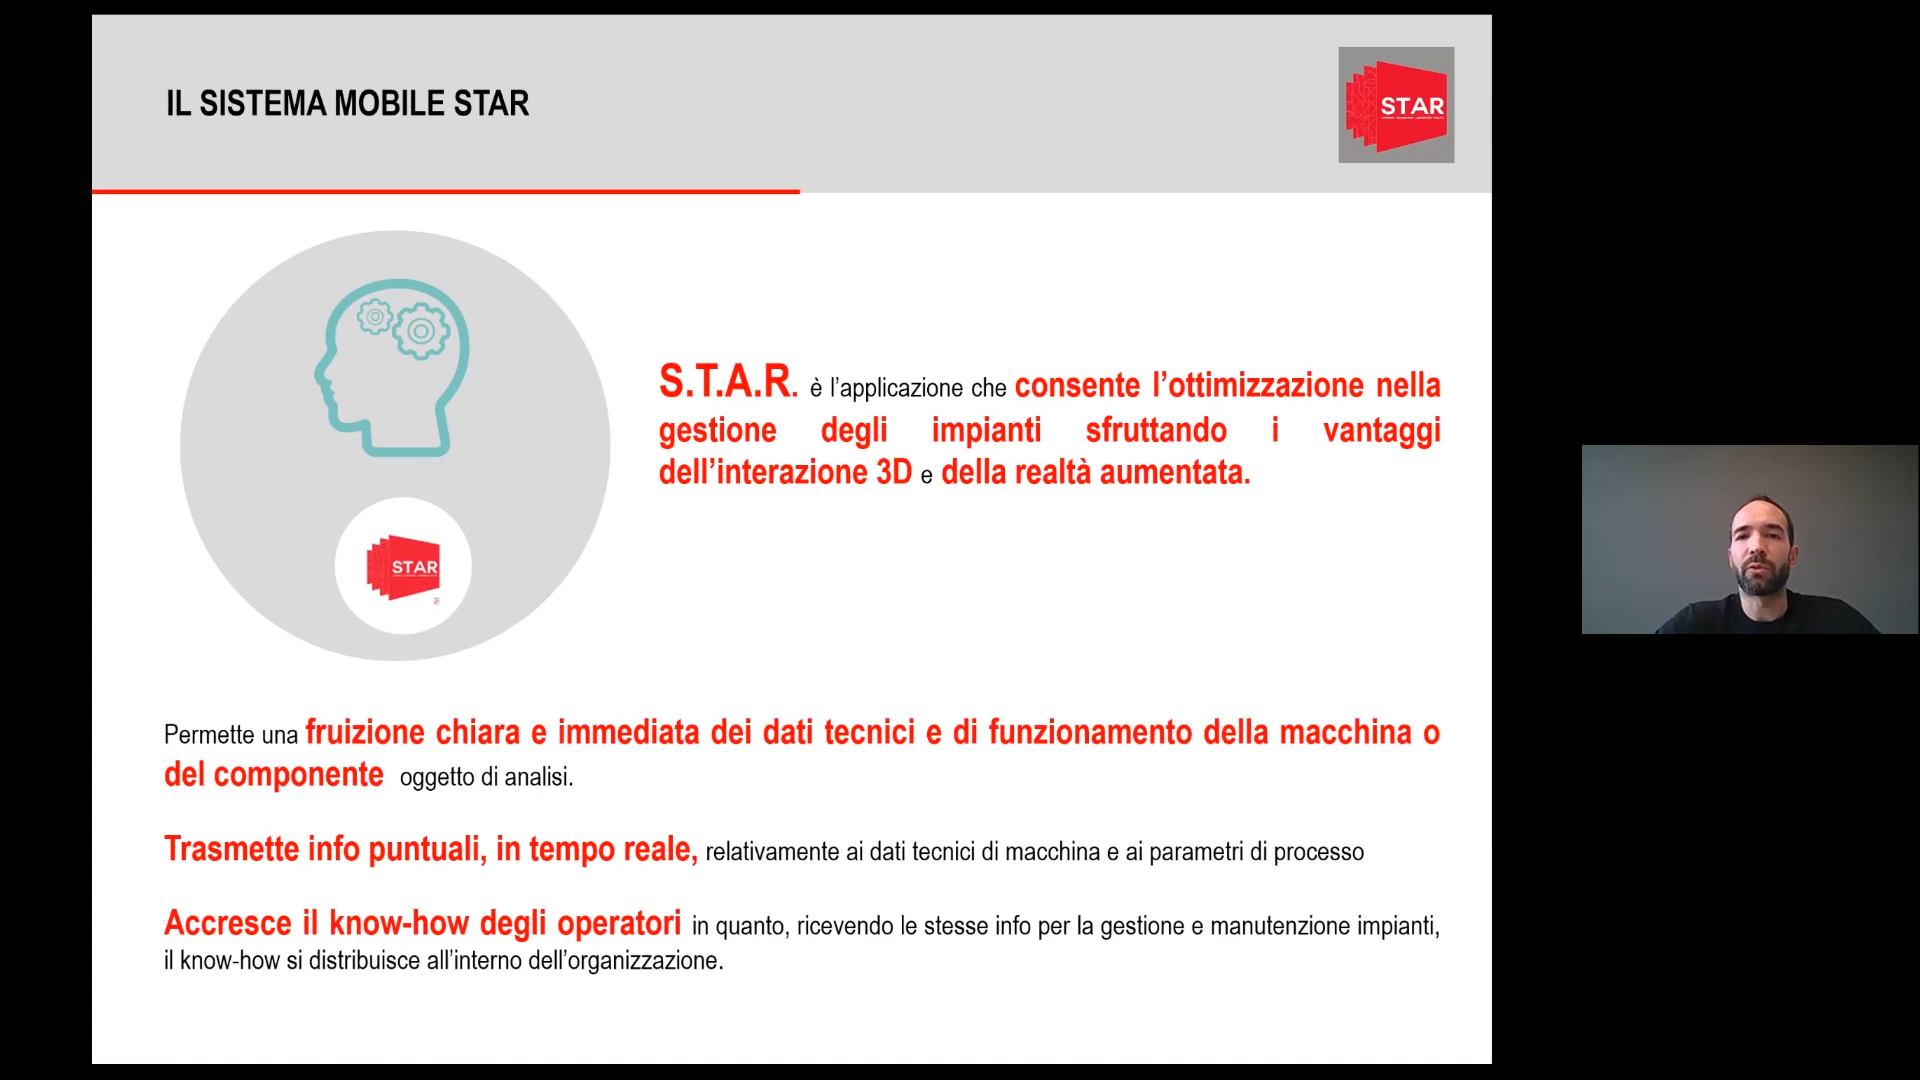 IL SISTEMA MOBILE STAR
STAR
S.T.A.R. è l’applicazione che consente l’ottimizzazione nella
gestione degli impianti sfruttando i vantaggi
dell’interazione 3D e della realtà aumentata.
STAR
Permette una fruizione chiara e immediata dei dati tecnici e di funzionamento della macchina o
del componente oggetto di analisi.
Trasmette info puntuali, in tempo reale, relativamente ai dati tecnici di macchina e ai parametri di processo
Accresce il know-how degli operatori in quanto, ricevendo le stesse info per la gestione e manutenzione impianti,
il know-how si distribuisce all’interno dell’organizzazione.